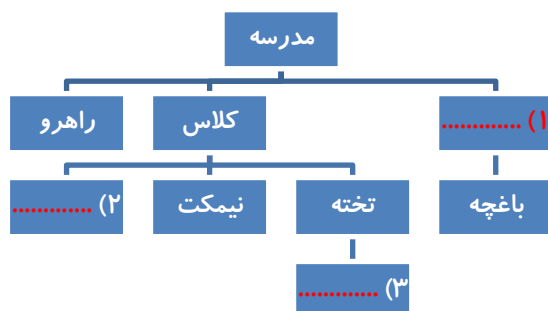 مدرسه
۱) .............
کلاس
راهرو
باغچه
تخته
نیمکت
۲) .............
۳) .............